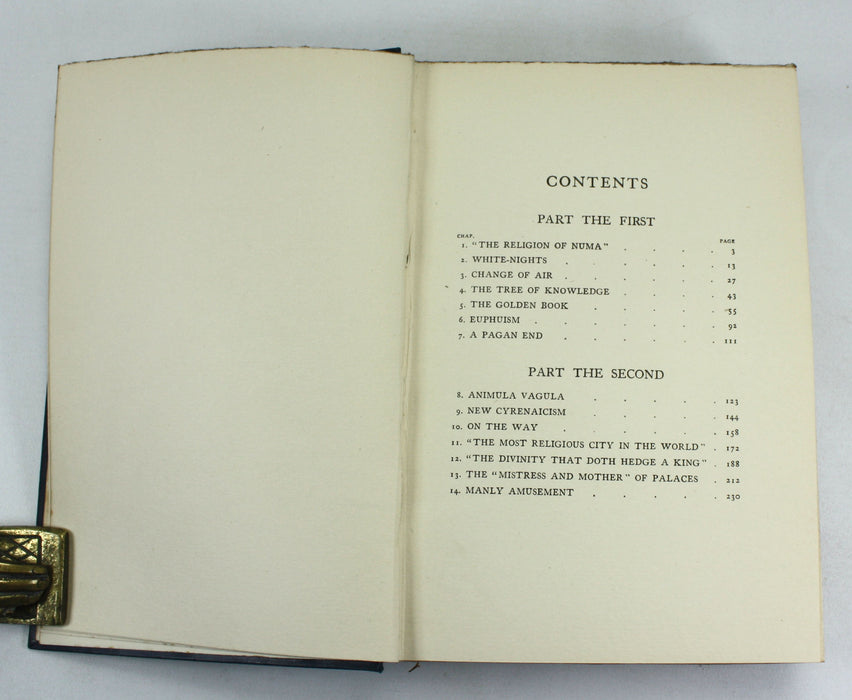 CONTENTS
PART THE FIRST
CHAP. PAGE
1. "THE RELIGION OF NUMA" . . . . 3
2. WHITE-NIGHTS . . . . . . 13
3. CHANGE OF AIR . . . . . . 27
4. THE TREE OF KNOWLEDGE . . . . 43
5. THE GOLDEN BOOK . . . . . 55
6. EUPHUISM . . . . . . . 92
7. A PAGAN END . . . . . . 111
PART THE SECOND
8. ANIMULA VAGULA . . . . . 123
9. NEW CYRENAICISM . . . . . 144
10. ON THE WAY . . . . . . 158
11. "THE MOST RELIGIOUS CITY IN THE WORLD" . 172
12. "THE DIVINITY THAT DOTH HEDGE A KING" . 188
13. THE "MISTRESS AND MOTHER" OF PALACES . 212
14. MANLY AMUSEMENT . . . . . 230